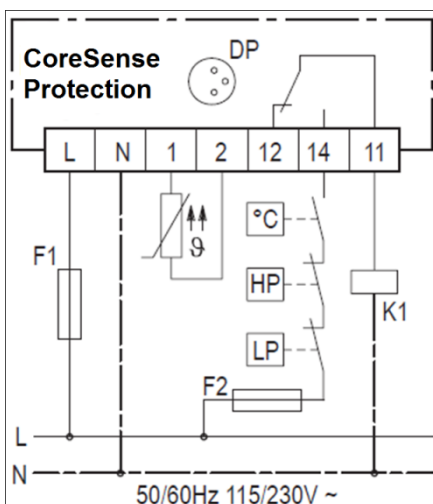 CoreSense
Protection
DP
L N 1 2 12 14 11
ϑ
°C
F1
HP
K1
LP
F2
L
N
50/60Hz 115/230V ~